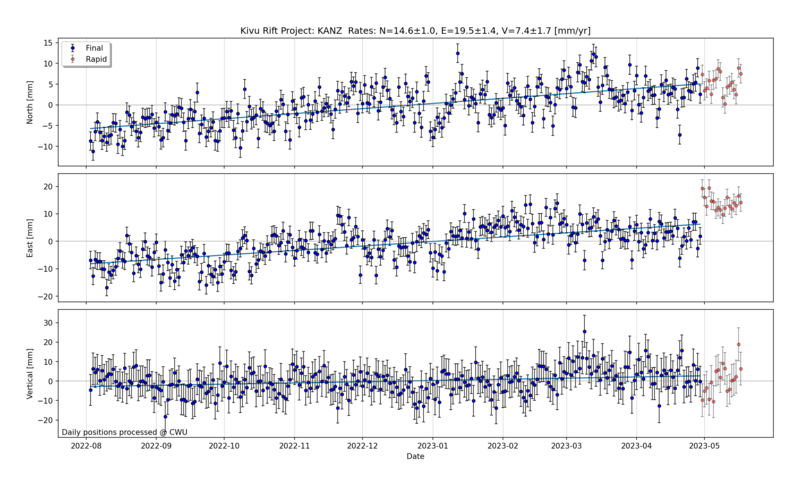 Kivu Rift Project: KANZ Rates: N=14.6±1.0, E=19.5±1.4, V=7.4±1.7 [mm/yr]
Final
Rapid
15
10
5
0
−5
−10
North [mm]
20
10
0
−10
−20
East [mm]
30
20
10
0
−10
−20
Vertical [mm]
Daily positions processed @ CWU
2022-08 2022-09 2022-10 2022-11 2022-12 2023-01 2023-02 2023-03 2023-04 2023-05
Date